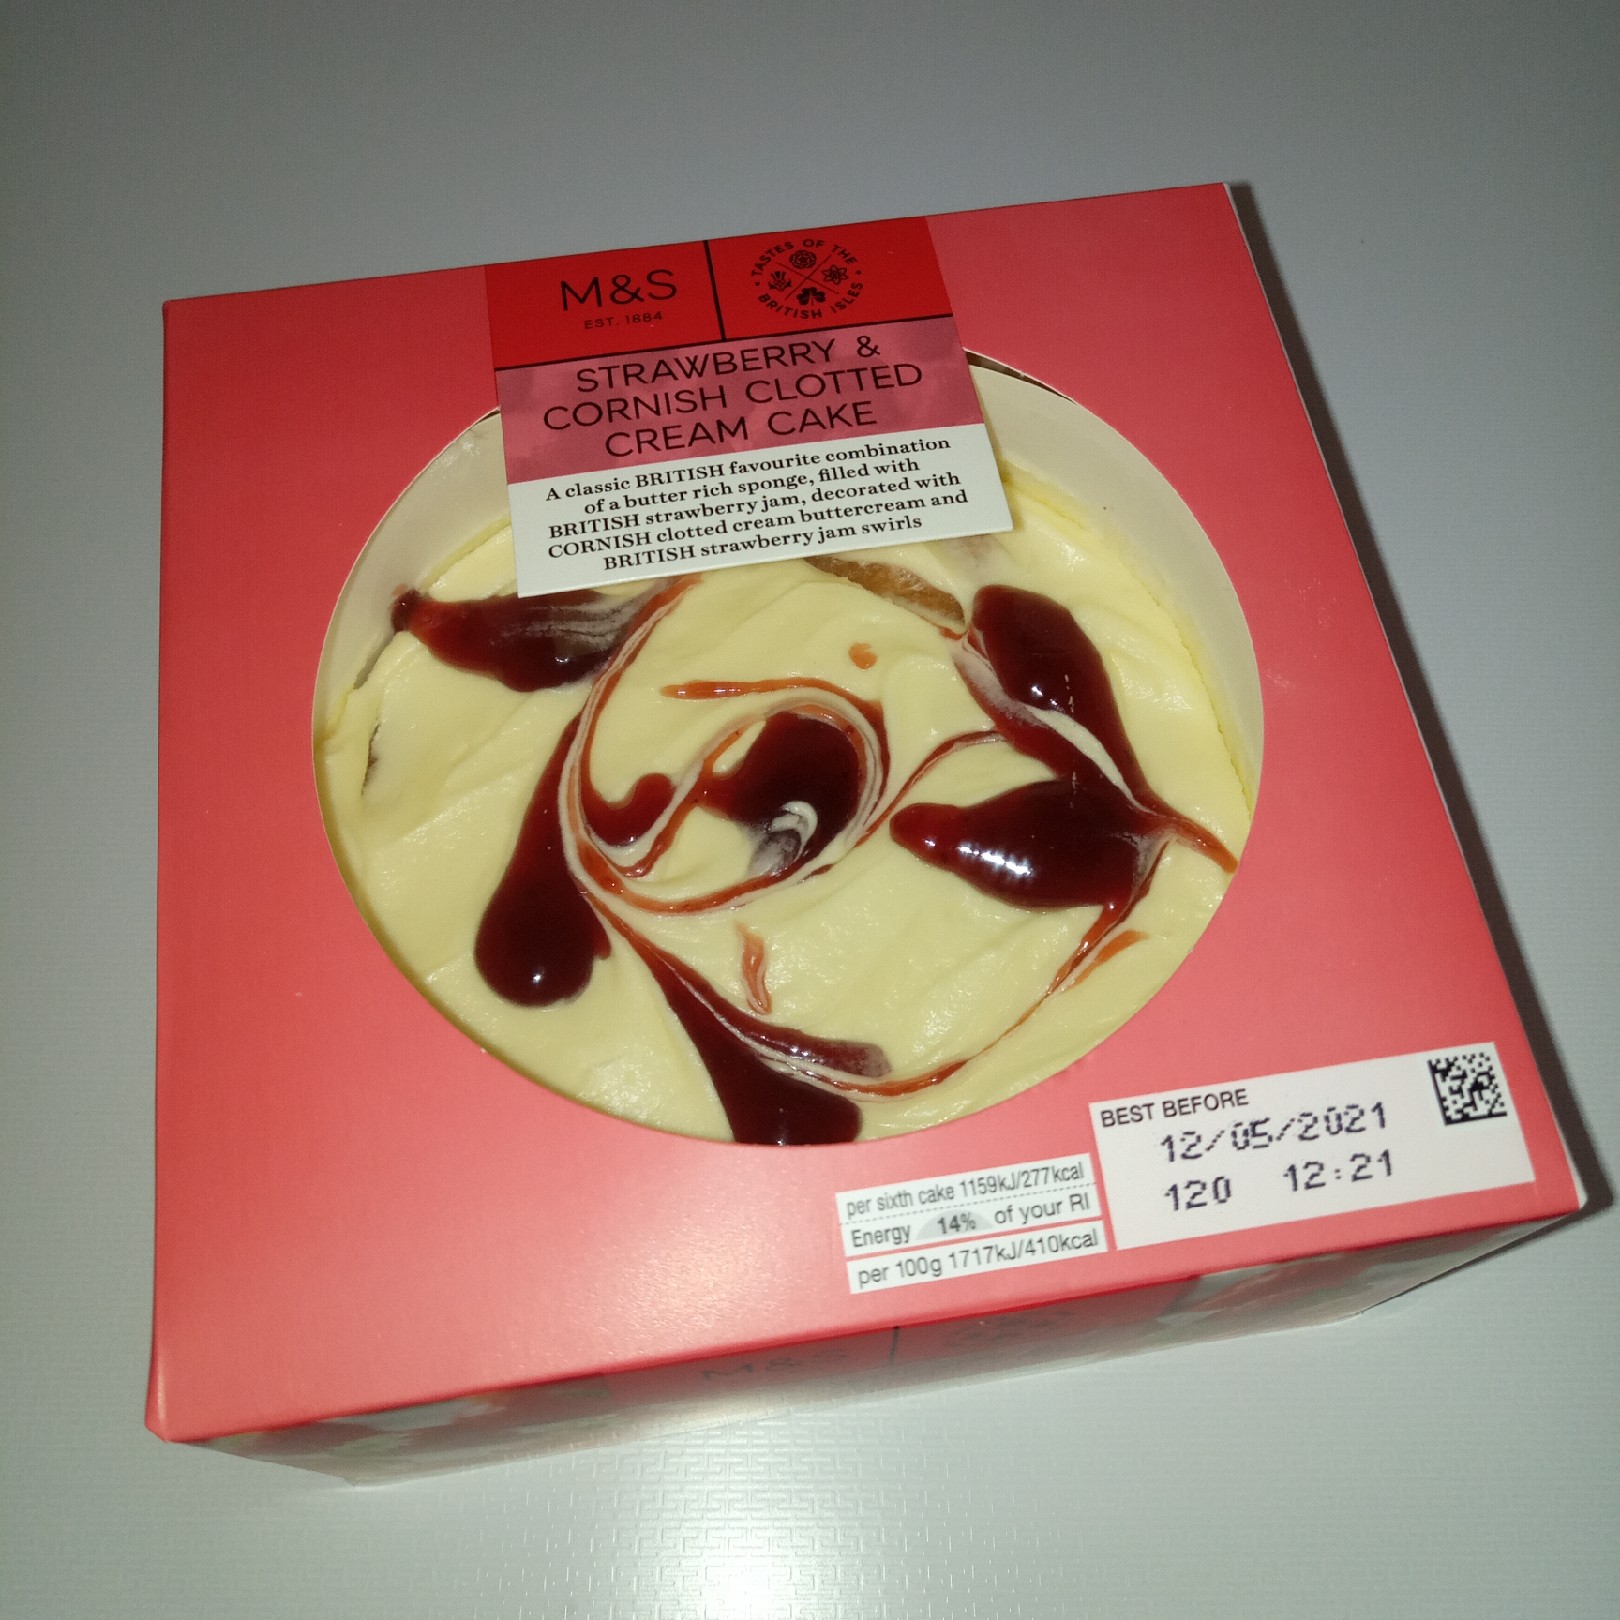 M&S
EST. 1884
TASTES OF THE
BRITISH ISLES
STRAWBERRY &
CORNISH CLOTTED
CREAM CAKE
A classic BRITISH favourite combination
of a butter rich sponge, filled with
BRITISH strawberry jam, decorated with
CORNISH clotted cream buttercream and
BRITISH strawberry jam swirls
BEST BEFORE
12/05/2021
120 12:21
per sixth cake 1159kJ/277kcal
Energy 14% of your RI
per 100g 1717kJ/410kcal
M&S